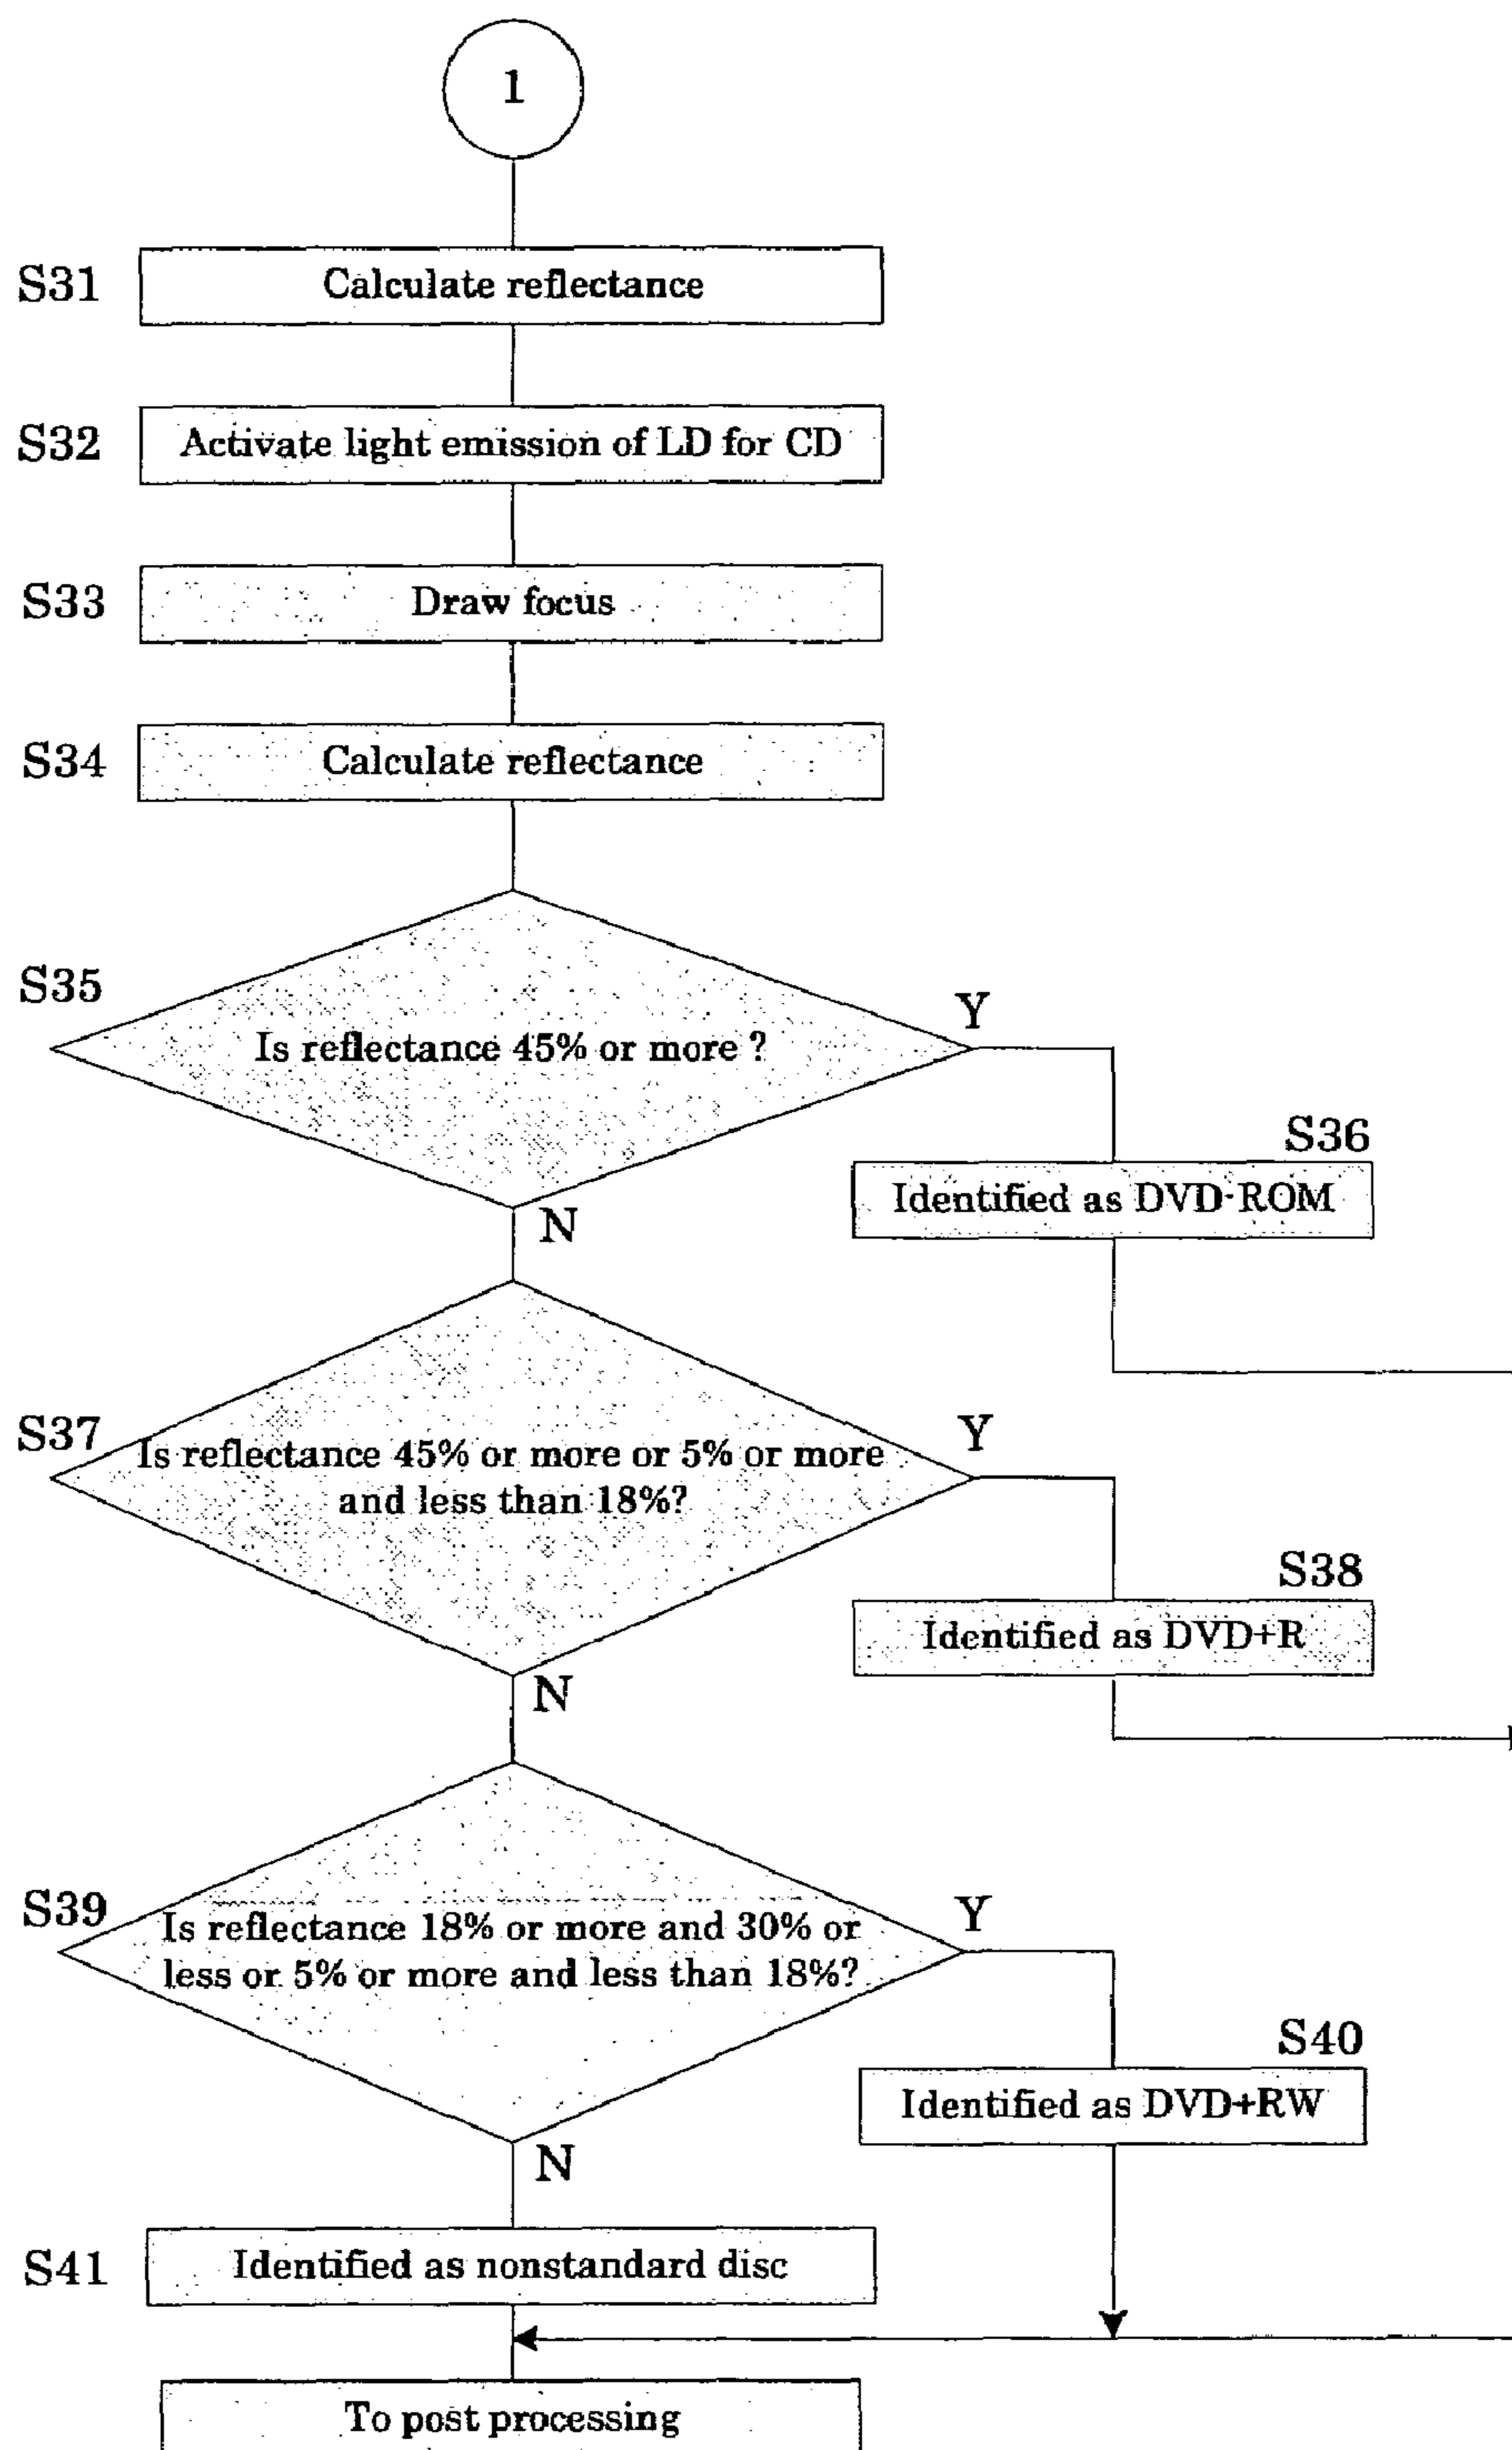 1
S31
Calculate reflectance
S32
Activate light emission of LD for CD
S33
Draw focus
S34
Calculate reflectance
S35
Is reflectance 45% or more ?
Y
N
S36
Identified as DVD-ROM
S37
Is reflectance 45% or more or 5% or more
and less than 18%?
Y
N
S38
Identified as DVD+R
S39
Is reflectance 18% or more and 30% or
less or 5% or more and less than 18%?
Y
N
S40
Identified as DVD+RW
S41
Identified as nonstandard disc
To post processing